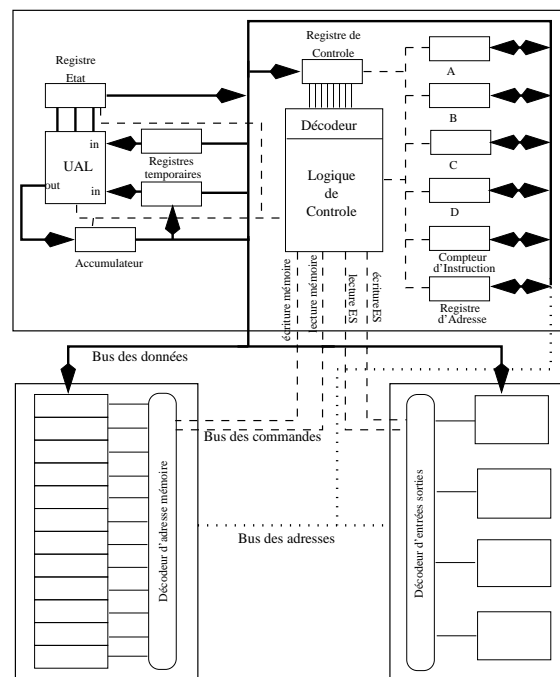 Registre de
Controle
Registre
Etat
A
B
Décodeur
in
UAL
Registres
temporaires
C
out
in
Logique
de
Controle
D
Accumulateur
Compteur
d'Instruction
Registre
d'Adresse
écriture mémoire
lecture mémoire
lecture ES
écriture ES
Bus des données
Bus des commandes
Décodeur d'adresse mémoire
Décodeur d'entrées sorties
Bus des adresses